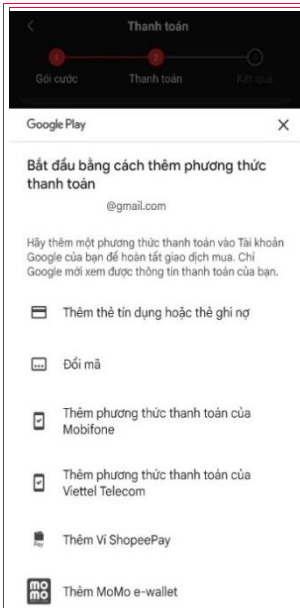 Thanh toán
1
2
3
Gói cước
Thanh toán
Kết quả
Google Play
Bắt đầu bằng cách thêm phương thức
thanh toán
@gmail.com
Hãy thêm một phương thức thanh toán vào Tài khoản
Google của bạn để hoàn tất giao dịch mua. Chỉ
Google mới xem được thông tin thanh toán của bạn.
Thêm thẻ tín dụng hoặc thẻ ghi nợ
Đổi mã
Thêm phương thức thanh toán của
Mobifone
Thêm phương thức thanh toán của
Viettel Telecom
Pay
Thêm Ví ShopeePay
mo
mo
Thêm MoMo e-wallet